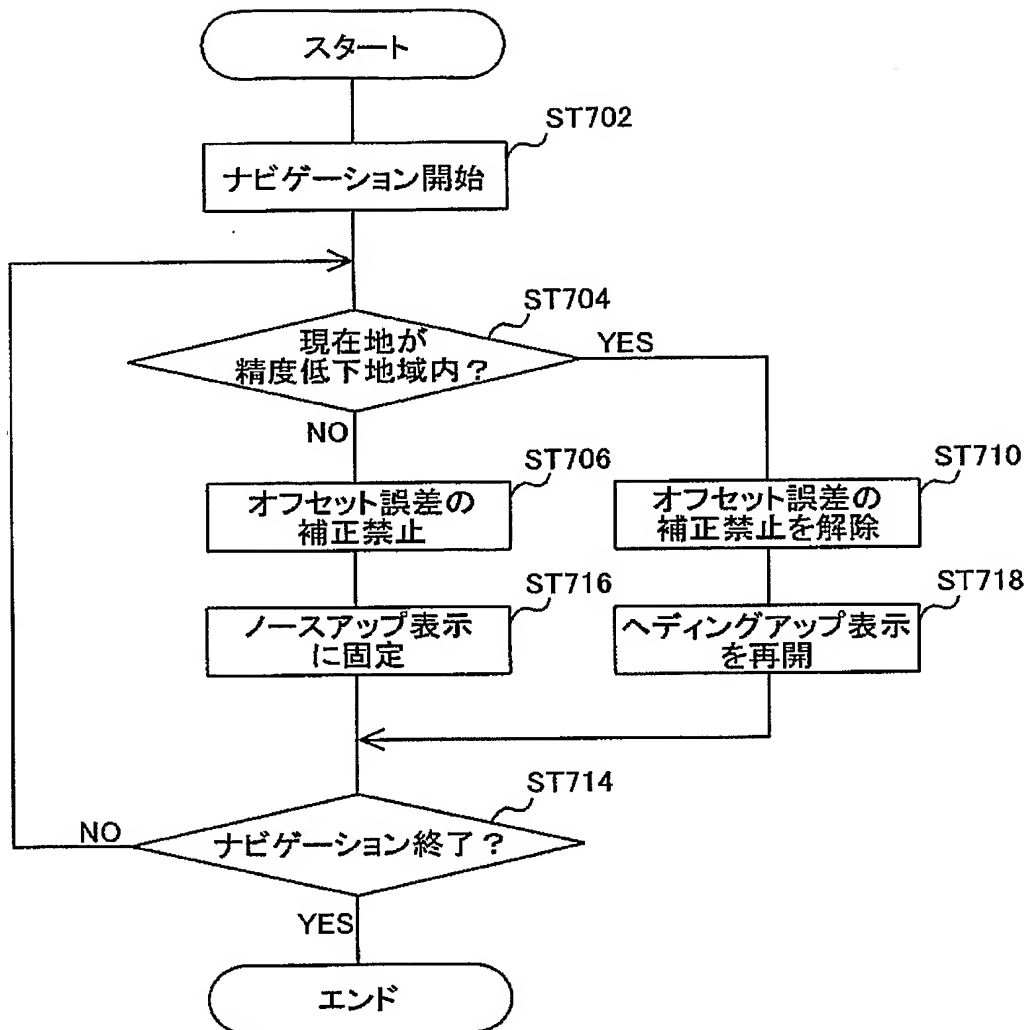 スタート
ST702
ナビゲーション開始
ST704
現在地が
精度低下地域内?
YES
NO
ST706
オフセット誤差の
補正禁止
ST710
オフセット誤差の
補正禁止を解除
ST716
ノースアップ表示
に固定
ST718
ヘディングアップ表示
を再開
ST714
ナビゲーション終了?
NO
YES
エンド